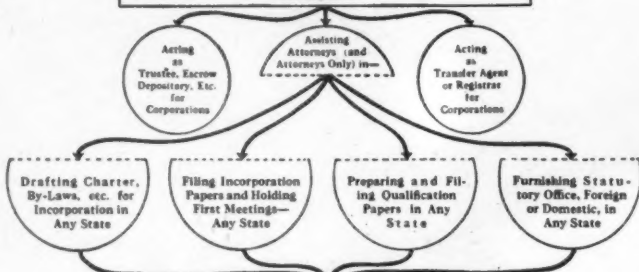 Acting
as
Trustee, Escrow
Depository, Etc.
for
Corporations
Assisting
Attorneys (and
Attorneys Only) in—
Acting
as
Transfer Agent
or Registrar
for
Corporations
Drafting Charter,
By-Laws, etc. for
Incorporation in
Any State
Filing Incorporation
Papers and Holding
First Meetings—
Any State
Preparing and Fil-
ing Qualification
Papers in Any
State
Furnishing Statu-
tory Office, Foreign
or Domestic, in
Any State